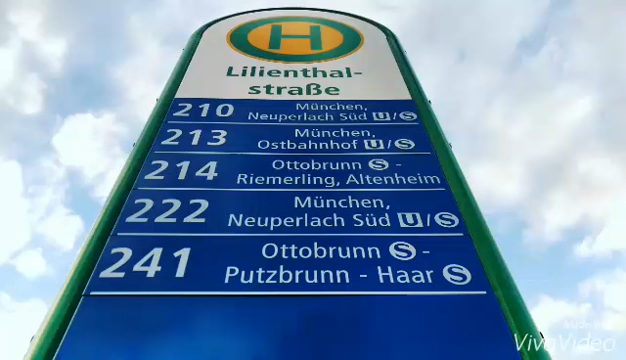 H
Lilienthal-
straße
210 München,
Neuperlach Süd U/S
213 München,
Ostbahnhof U/S
214 Ottobrunn S -
Riemerling, Altenheim
222 München,
Neuperlach Süd U/S
241 Ottobrunn S -
Putzbrunn - Haar S
VivaVideo